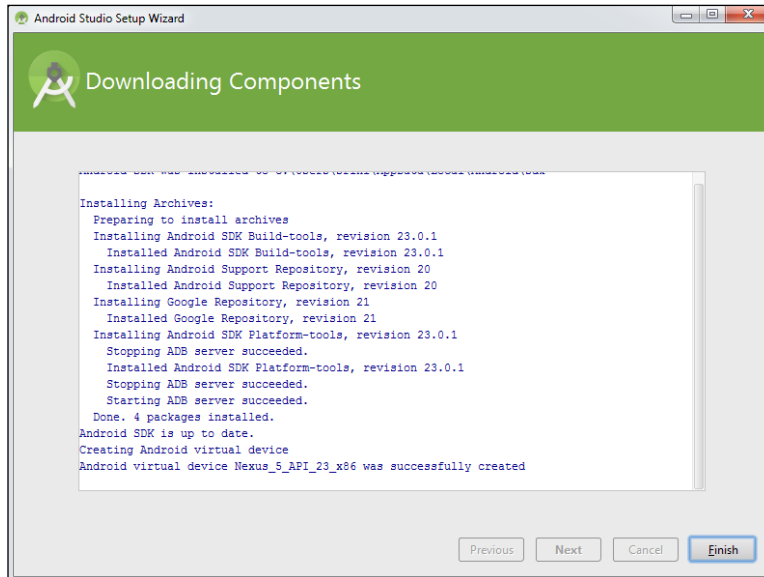 Android Studio Setup Wizard
Downloading Components
Android SDK was installed to
Installing Archives:
Preparing to install archives
Installing Android SDK Build-tools, revision 23.0.1
Installed Android SDK Build-tools, revision 23.0.1
Installing Android Support Repository, revision 20
Installed Android Support Repository, revision 20
Installing Google Repository, revision 21
Installed Google Repository, revision 21
Installing Android SDK Platform-tools, revision 23.0.1
Stopping ADB server succeeded.
Installed Android SDK Platform-tools, revision 23.0.1
Stopping ADB server succeeded.
Starting ADB server succeeded.
Done. 4 packages installed.
Android SDK is up to date.
Creating Android virtual device
Android virtual device Nexus_5_API_23_x86 was successfully created
Previous Next Cancel Finish